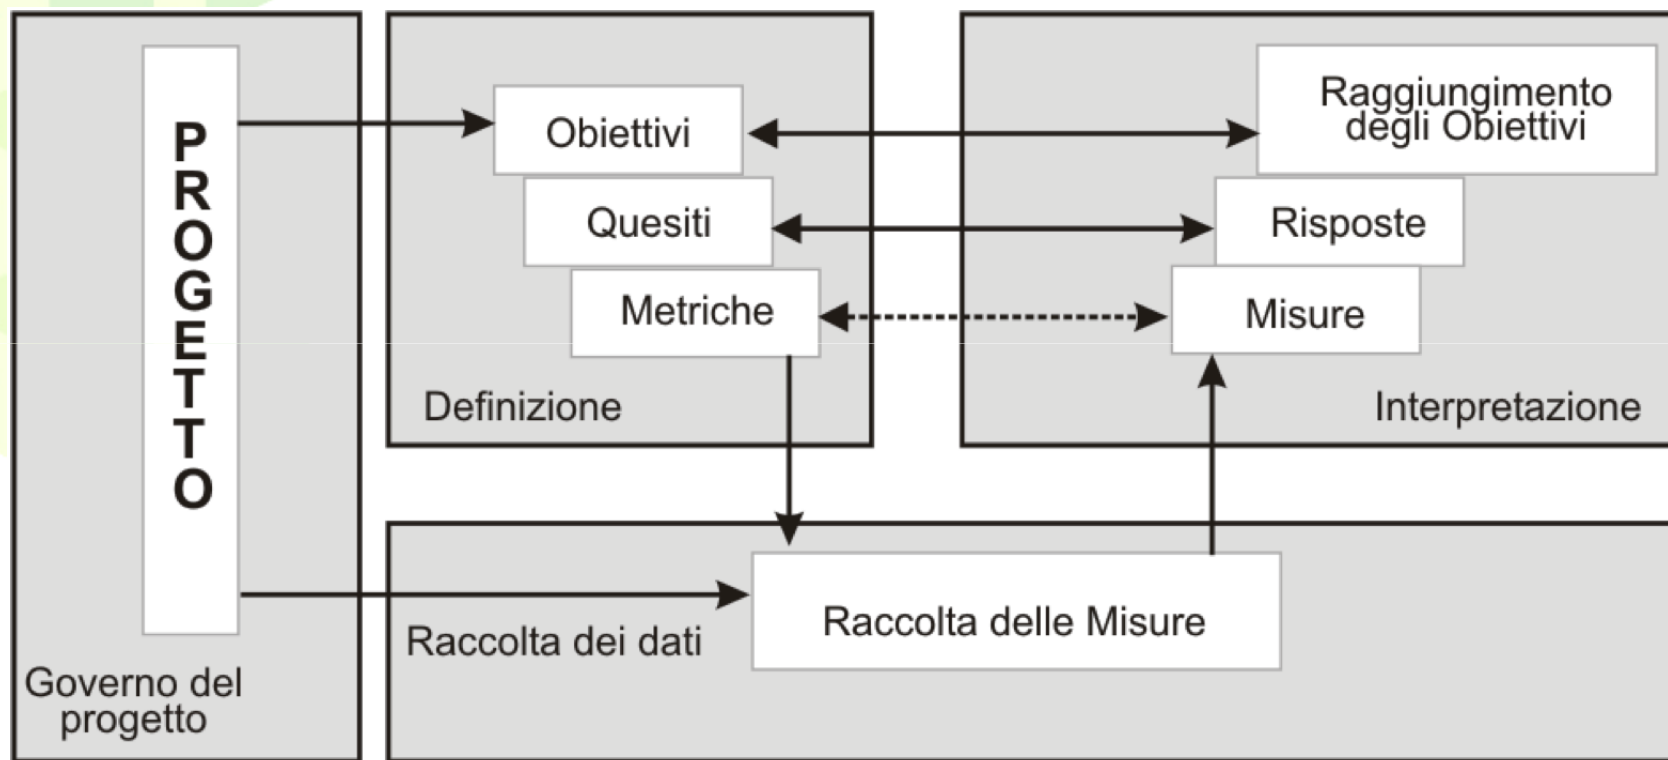 PROGETTO
Governo del
progetto
Obiettivi
Quesiti
Metriche
Definizione
Raggiungimento
degli Obiettivi
Risposte
Misure
Interpretazione
Raccolta dei dati
Raccolta delle Misure